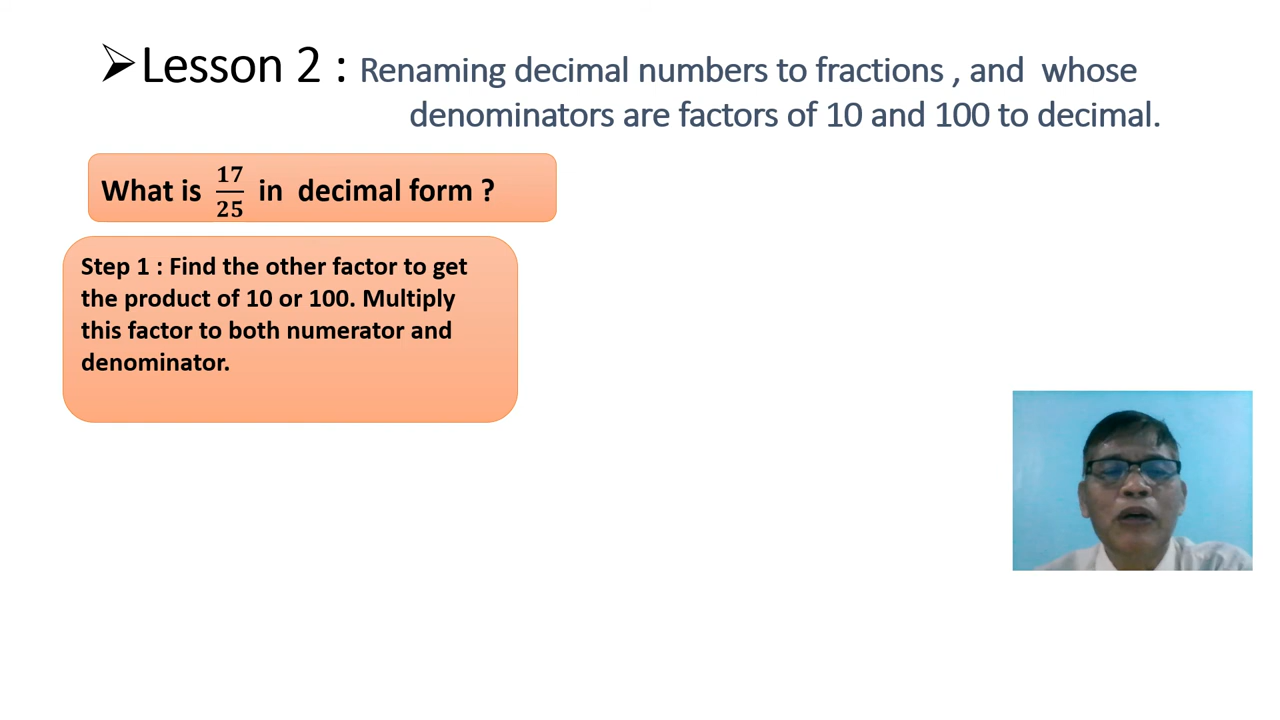 ➢Lesson 2 : Renaming decimal numbers to fractions , and whose
denominators are factors of 10 and 100 to decimal.
What is 17/25 in decimal form ?
Step 1 : Find the other factor to get
the product of 10 or 100. Multiply
this factor to both numerator and
denominator.